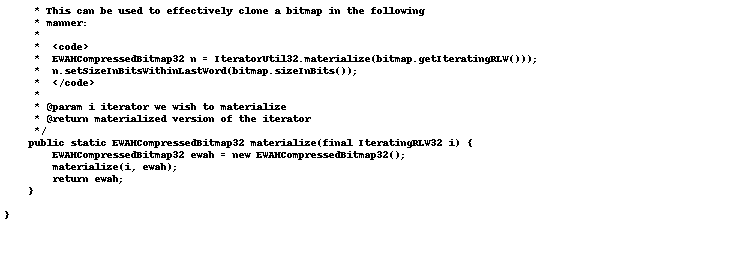 * This can be used to effectively clone a bitmap in the following
     * manner:
     *
     *  <code>
     *  EWAHCompressedBitmap32 n = IteratorUtil32.materialize(bitmap.getIteratingRLW()));
     *  n.setSizeInBitsWithinLastWord(bitmap.sizeInBits());
     *  </code>
     *
     * @param i iterator we wish to materialize
     * @return materialized version of the iterator
     */
    public static EWAHCompressedBitmap32 materialize(final IteratingRLW32 i) {
        EWAHCompressedBitmap32 ewah = new EWAHCompressedBitmap32();
        materialize(i, ewah);
        return ewah;
    }

}